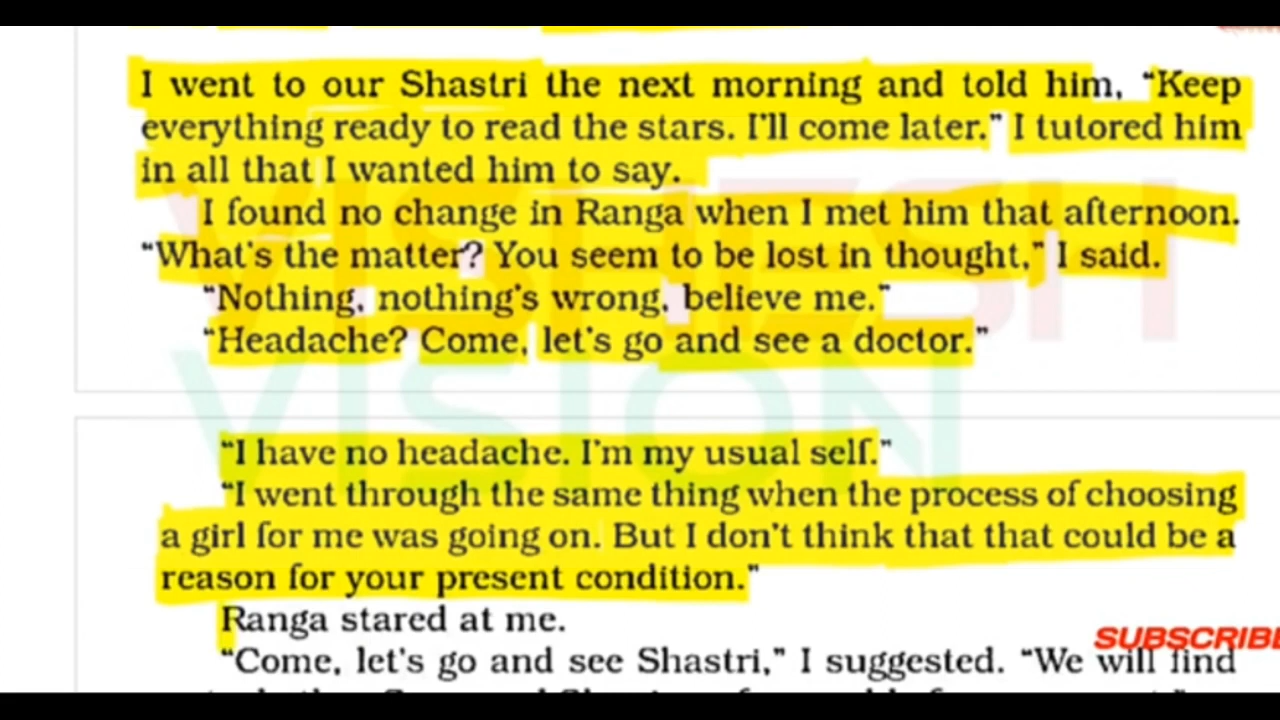 I went to our Shastri the next morning and told him, “Keep
everything ready to read the stars. I'll come later.” I tutored him
in all that I wanted him to say.
I found no change in Ranga when I met him that afternoon.
“What's the matter? You seem to be lost in thought,” I said.
“Nothing, nothing's wrong, believe me.”
“Headache? Come, let's go and see a doctor.”
VISHESH
VISION
“I have no headache. I'm my usual self.”
“I went through the same thing when the process of choosing
a girl for me was going on. But I don't think that that could be a
reason for your present condition.”
Ranga stared at me.
“Come, let's go and see Shastri,” I suggested. “We will find
SUBSCRIBE